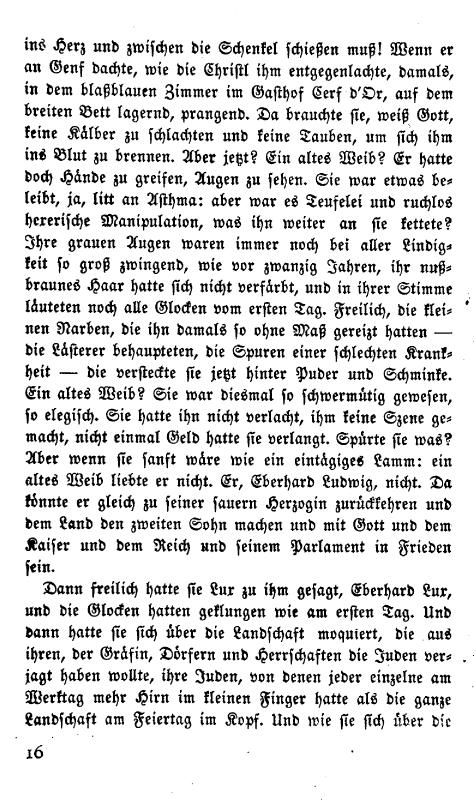 ins Herz und zwischen die Schenkel schießen muß! Wenn er
an Genf dachte, wie die Christl ihm entgegenlachte, damals,
in dem blaßblauen Zimmer im Gasthof Cerf d'Or, auf dem
breiten Bett lagernd, prangend. Da brauchte sie, weiß Gott,
keine Kälber zu schlachten und keine Tauben, um sich ihm
ins Blut zu brennen. Aber jetzt? Ein altes Weib? Er hatte
doch Hände zu greifen, Augen zu sehen. Sie war etwas be-
leibt, ja, litt an Asthma: aber war es Teufelei und ruchlos
hexerische Manipulation, was ihn weiter an sie kettete?
Ihre grauen Augen waren immer noch bei aller Lindig-
keit so groß zwingend, wie vor zwanzig Jahren, ihr nuß-
braunes Haar hatte sich nicht verfärbt, und in ihrer Stimme
läuteten noch alle Glocken vom ersten Tag. Freilich, die klei-
nen Narben, die ihn damals so ohne Maß gereizt hatten —
die Lästerer behaupteten, die Spuren einer schlechten Krank-
heit — die versteckte sie jetzt hinter Puder und Schminke.
Ein altes Weib? Sie war diesmal so schwermütig gewesen,
so elegisch. Sie hatte ihn nicht verlacht, ihm keine Szene ge-
macht, nicht einmal Geld hatte sie verlangt. Spürte sie was?
Aber wenn sie sanft wäre wie ein eintägiges Lamm: ein
altes Weib liebte er nicht. Er, Eberhard Ludwig, nicht. Da
könnte er gleich zu seiner sauern Herzogin zurückkehren und
dem Land den zweiten Sohn machen und mit Gott und dem
Kaiser und dem Reich und seinem Parlament in Frieden
sein.
Dann freilich hatte sie Lux zu ihm gesagt, Eberhard Lux,
und die Glocken hatten geklungen wie am ersten Tag. Und
dann hatte sie sich über die Landschaft moquiert, die aus
ihren, der Gräfin, Dörfern und Herrschaften die Juden ver-
jagt haben wollte, ihre Juden, von denen jeder einzelne am
Werktag mehr Hirn im kleinen Finger hatte als die ganze
Landschaft am Feiertag im Kopf. Und wie sie sich über die
16